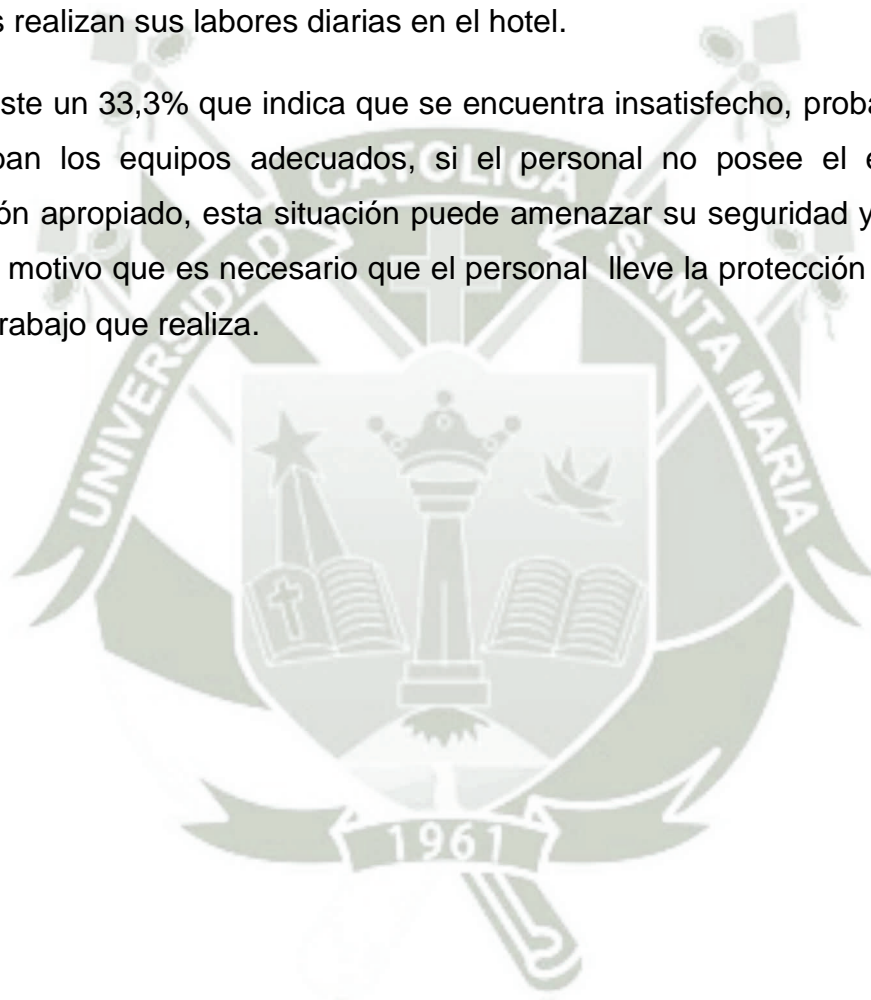 s realizan sus labores diarias en el hotel.
ste un 33,3% que indica que se encuentra insatisfecho, proba
ban los equipos adecuados, si el personal no posee el e
ón apropiado, esta situación puede amenazar su seguridad y
motivo que es necesario que el personal lleve la protección
rabajo que realiza.
UNIVERSIDAD CATOLICA SANTA MARIA
1961